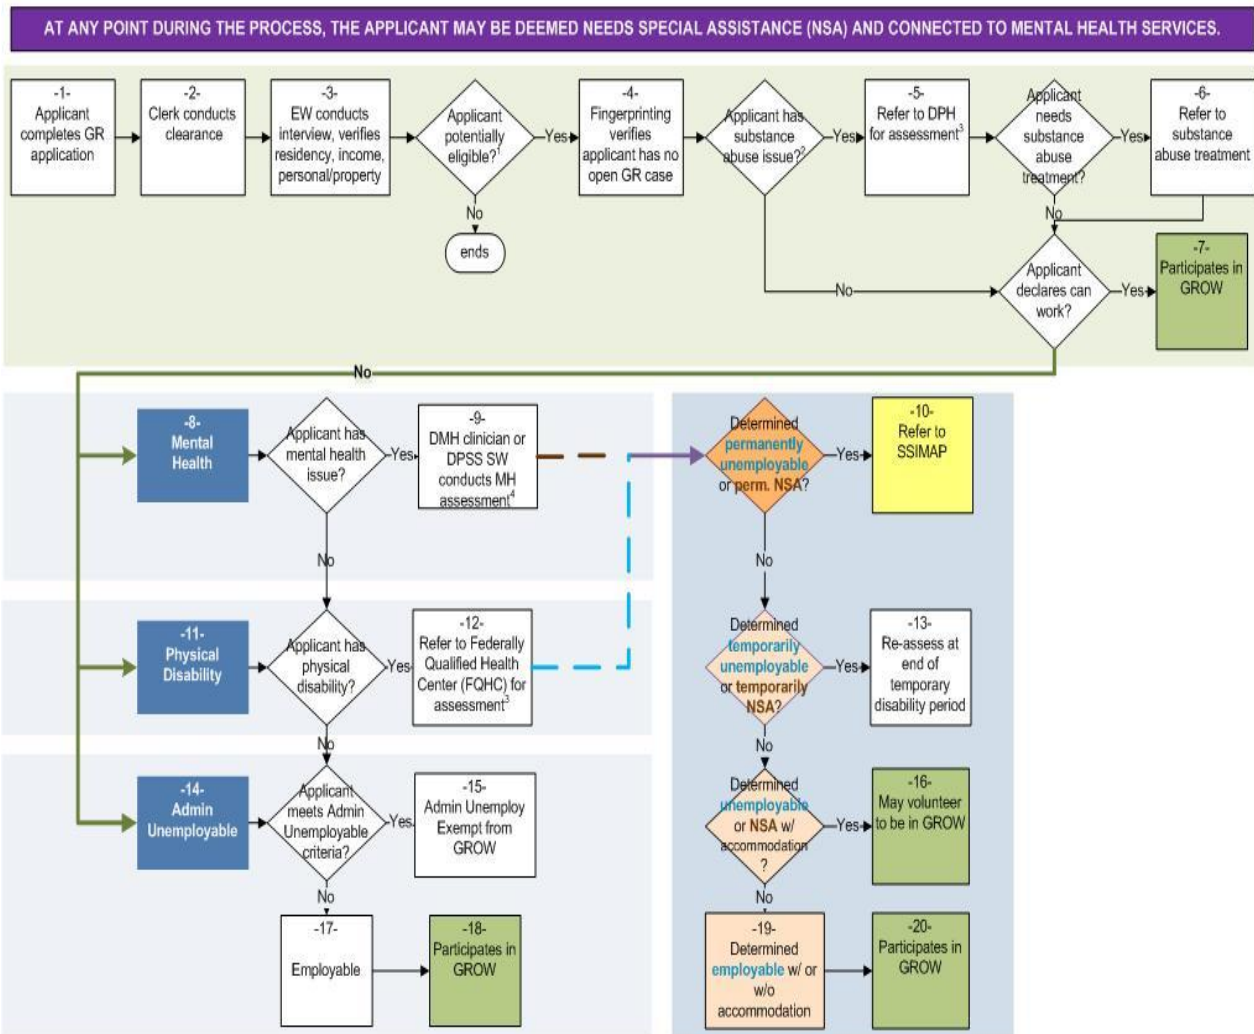 AT ANY POINT DURING THE PROCESS, THE APPLICANT MAY BE DEEMED NEEDS SPECIAL ASSISTANCE (NSA) AND CONNECTED TO MENTAL HEALTH SERVICES.
-1-
Applicant
completes GR
application
-2-
Clerk conducts
clearance
-3-
EW conducts
interview, verifies
residency, income,
personal/property
Applicant
potentially
eligible?¹
Yes
No
ends
-4-
Fingerprinting
verifies
applicant has no
open GR case
Applicant has
substance
abuse issue?²
Yes
No
-5-
Refer to DPH
for assessment³
Applicant
needs
substance
abuse
treatment?
Yes
No
-6-
Refer to
substance
abuse treatment
Applicant
declares can
work?
Yes
-7-
Participates in
GROW
No
-8-
Mental
Health
Applicant has
mental health
issue?
Yes
No
-9-
DMH clinician or
DPSS SW
conducts MH
assessment⁴
Determined
permanently
unemployable
or perm. NSA?
Yes
No
-10-
Refer to
SSIMAP
-11-
Physical
Disability
Applicant has
physical
disability?
Yes
No
-12-
Refer to Federally
Qualified Health
Center (FQHC) for
assessment³
Determined
temporarily
unemployable
or temporarily
NSA?
Yes
No
-13-
Re-assess at
end of
temporary
disability period
-14-
Admin
Unemployable
Applicant
meets Admin
Unemployable
criteria?
Yes
No
-15-
Admin Unemploy
Exempt from
GROW
Determined
unemployable
or NSA w/
accommodation
?
Yes
No
-16-
May volunteer
to be in GROW
-17-
Employable
-18-
Participates in
GROW
-19-
Determined
employable w/ or
w/o
accommodation
-20-
Participates in
GROW